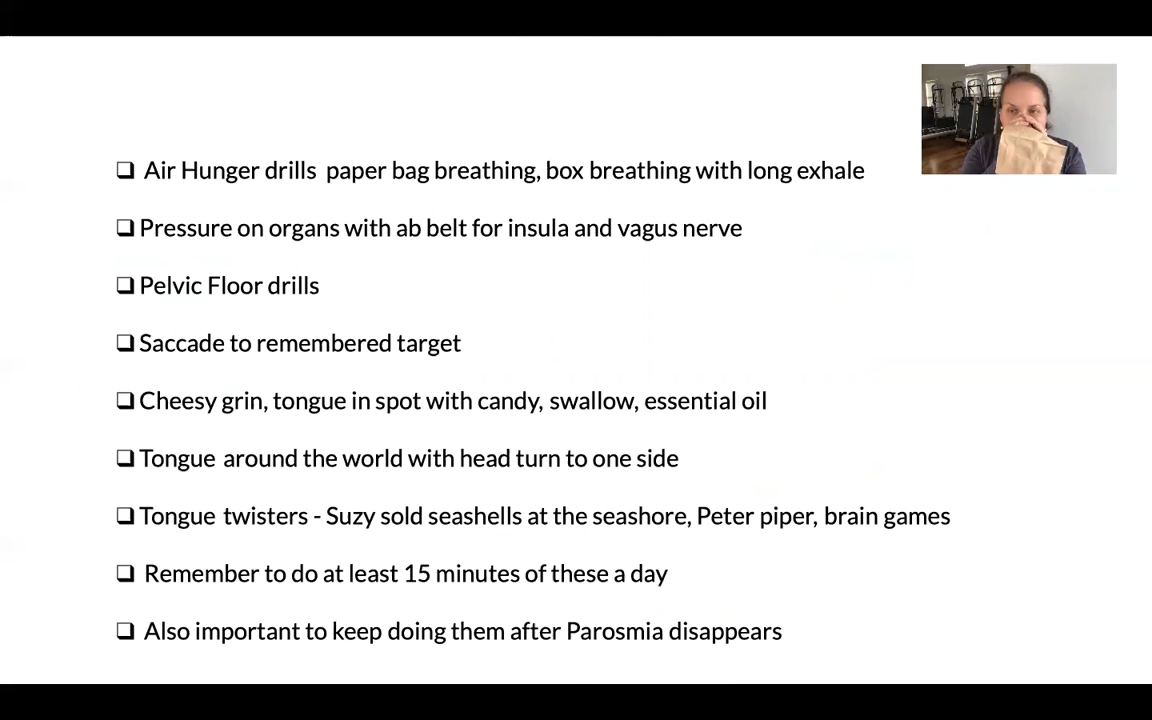 Air Hunger drills paper bag breathing, box breathing with long exhale
Pressure on organs with ab belt for insula and vagus nerve
Pelvic Floor drills
Saccade to remembered target
Cheesy grin, tongue in spot with candy, swallow, essential oil
Tongue around the world with head turn to one side
Tongue twisters - Suzy sold seashells at the seashore, Peter piper, brain games
Remember to do at least 15 minutes of these a day
Also important to keep doing them after Parosmia disappears